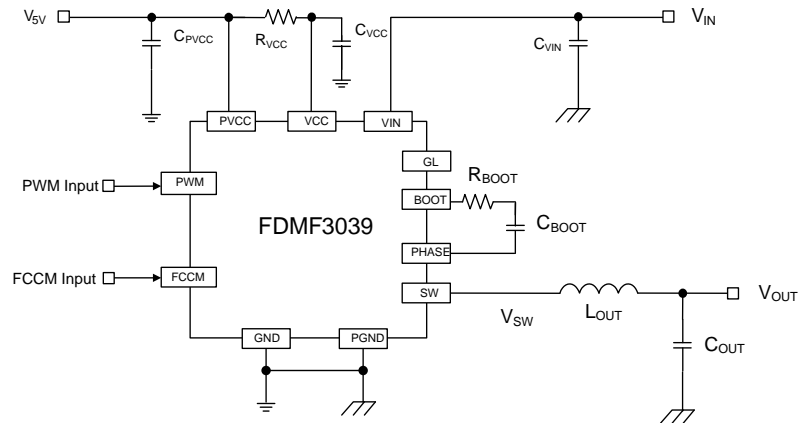 V5V
CPVCC
RVCC
CVCC
CVIN
VIN
PVCC
VCC
VIN
GL
PWM Input
PWM
BOOT
RBOOT
CBOOT
FDMF3039
PHASE
FCCM Input
FCCM
SW
VSW
LOUT
VOUT
COUT
GND
PGND